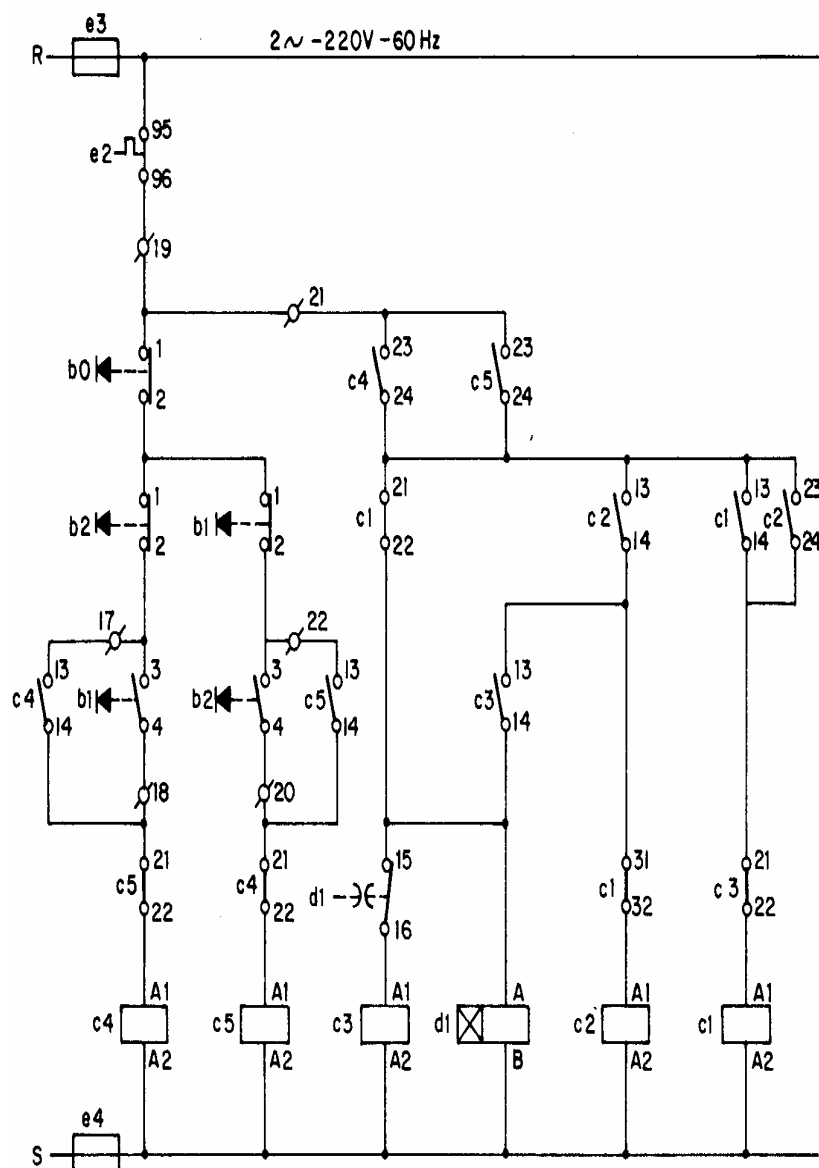 e3
2∿ -220V-60Hz
R
95
e2
96
19
21
1 23 23
b0 c4 c5
2 24 24
1 1 21 13 13 23
b2 b1 c1 c2 c1 c2
2 2 22 14 14 24
17 22
13 3 3 13 13
c4 b1 b2 c5 c3
14 4 4 14 14
18 20
21 21 15 31 21
c5 c4 d1 c1 c3
22 22 16 32 22
A1 A1 A1 A A1 A1
c4 c5 c3 d1 c2 c1
A2 A2 A2 B A2 A2
e4
S